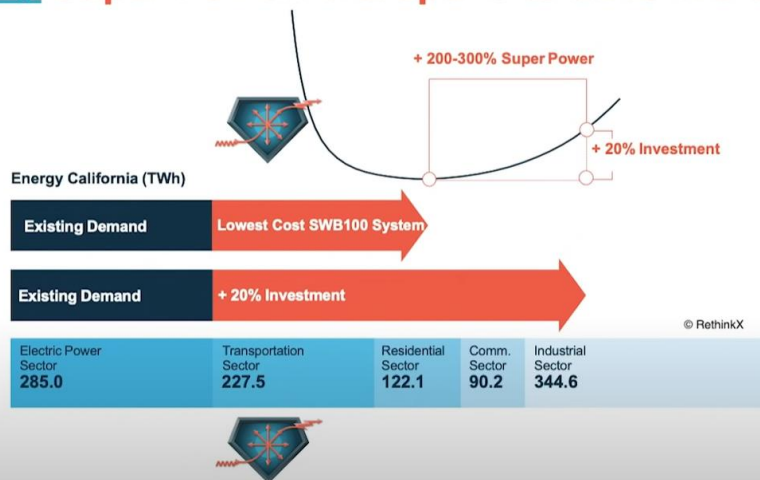 + 200-300% Super Power
+ 20% Investment
Energy California (TWh)
Existing Demand
Lowest Cost SWB100 System
Existing Demand
+ 20% Investment
© RethinkX
Electric Power
Sector
285.0
Transportation
Sector
227.5
Residential
Sector
122.1
Comm.
Sector
90.2
Industrial
Sector
344.6